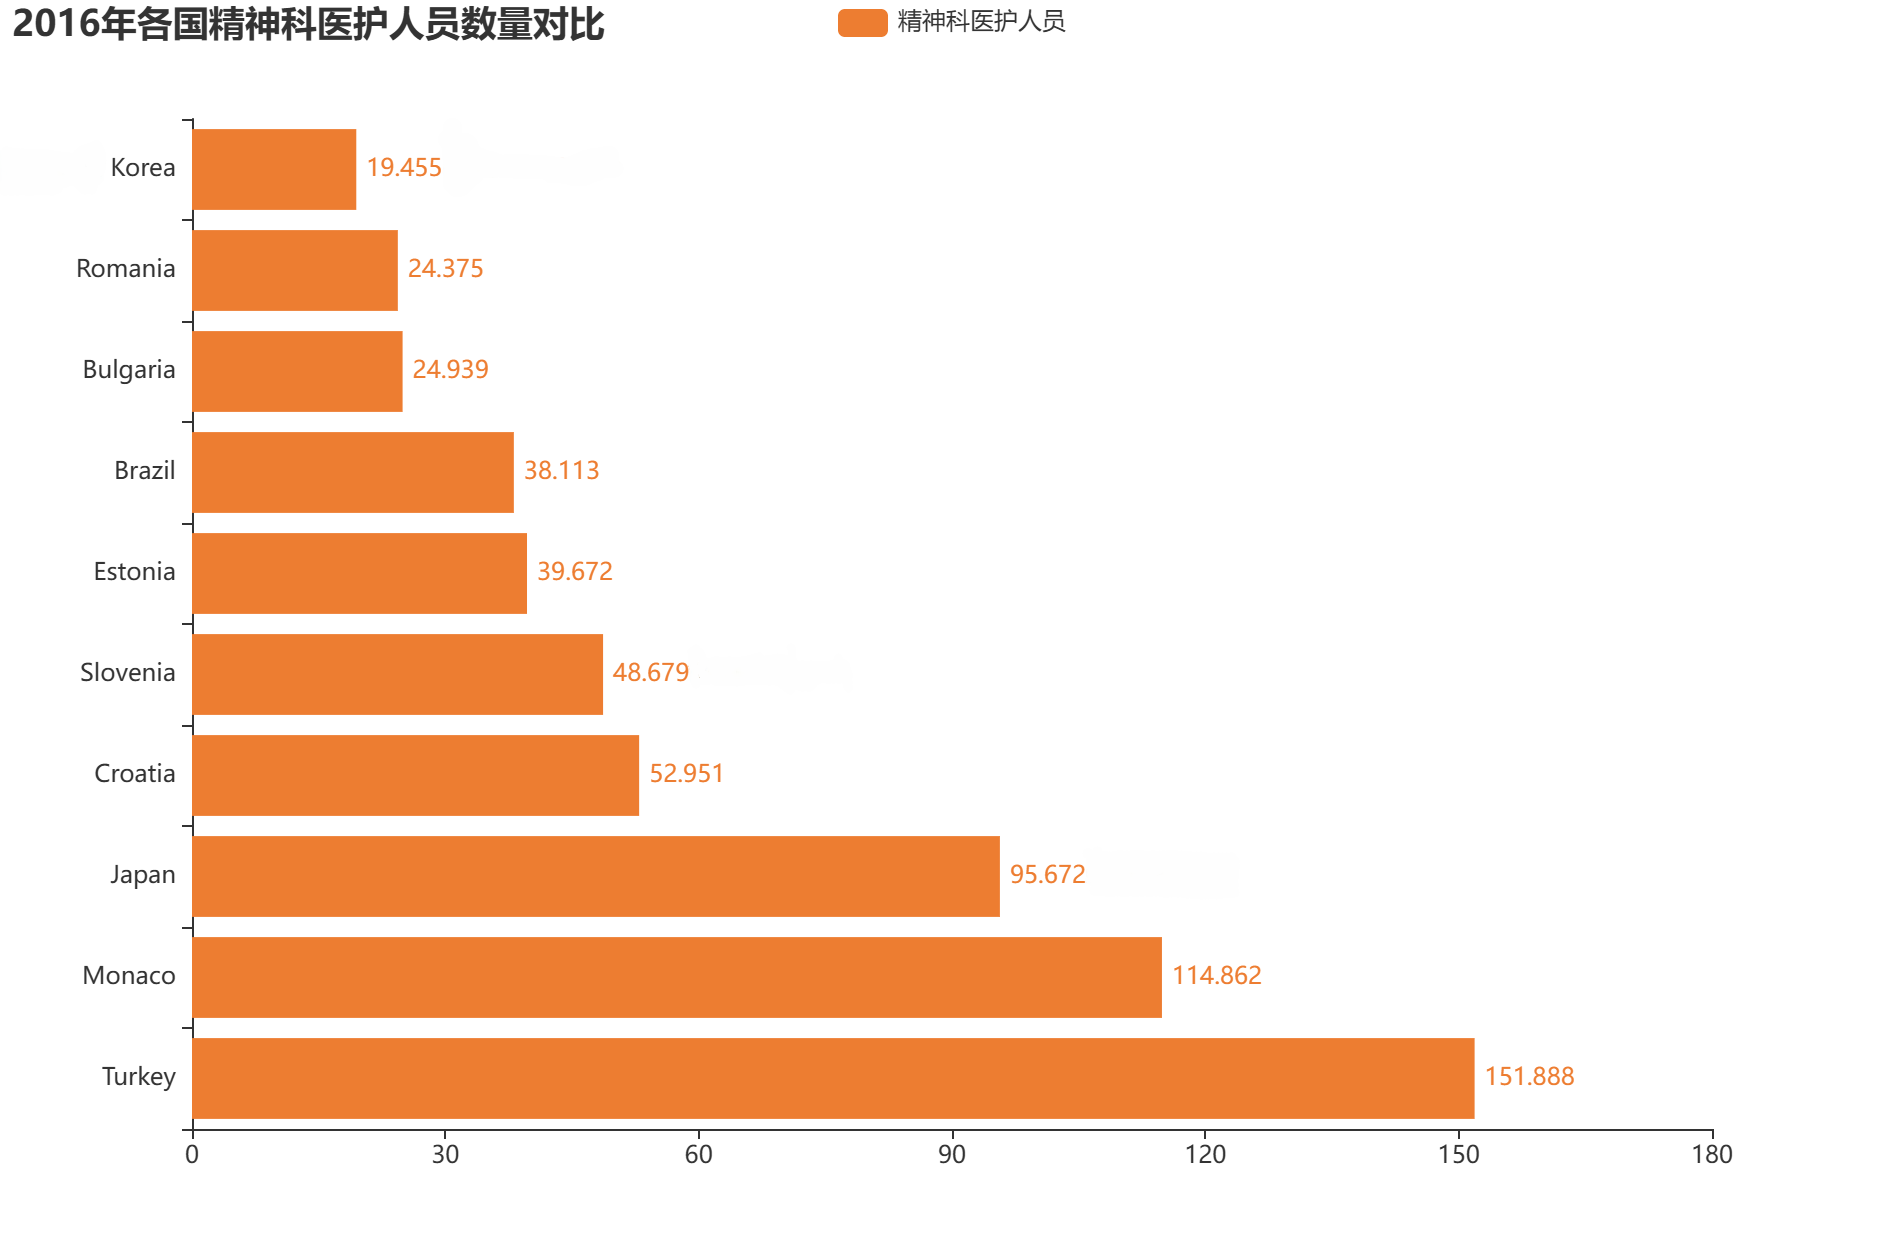 2016年各国精神科医护人员数量对比
精神科医护人员
Korea 19.455
Romania 24.375
Bulgaria 24.939
Brazil 38.113
Estonia 39.672
Slovenia 48.679
Croatia 52.951
Japan 95.672
Monaco 114.862
Turkey 151.888
0 30 60 90 120 150 180